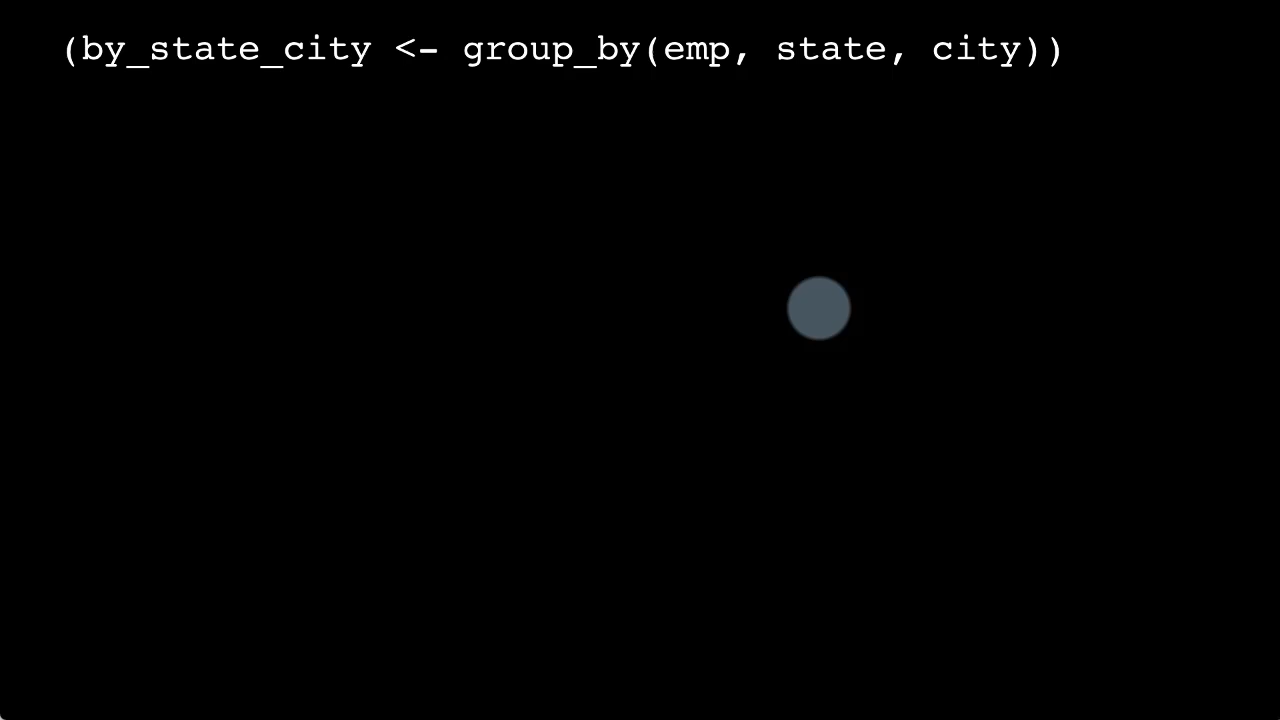 (by_state_city <- group_by(emp, state, city))